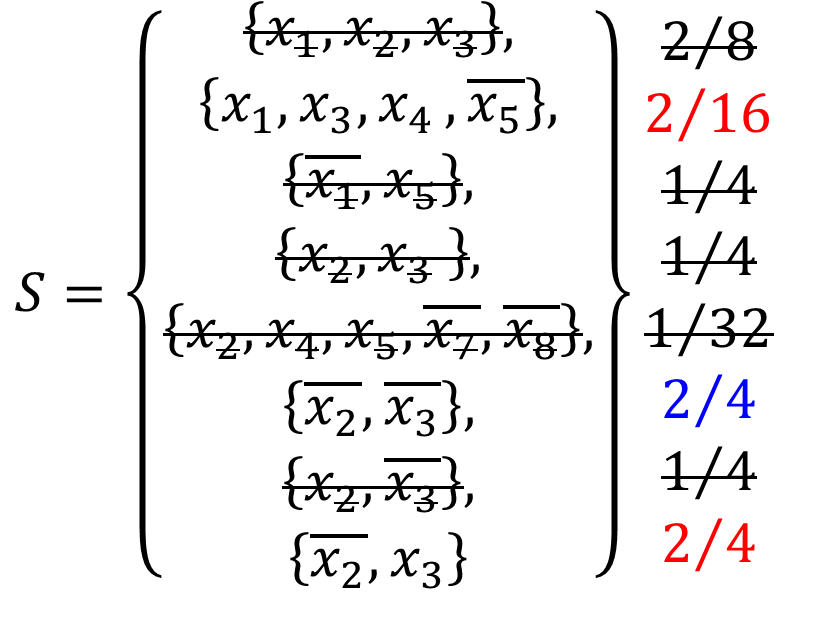 {x₁, x₂, x₃}, 2/8
{x₁, x₃, x₄ , x̅₅}, 2/16
{x̅₁, x₅}, 1/4
{x₂, x₃ }, 1/4
S =
{x₂, x₄, x₅, x̅₇, x̅₈}, 1/32
{x̅₂, x̅₃}, 2/4
{x₂, x̅₃}, 1/4
{x̅₂, x₃} 2/4